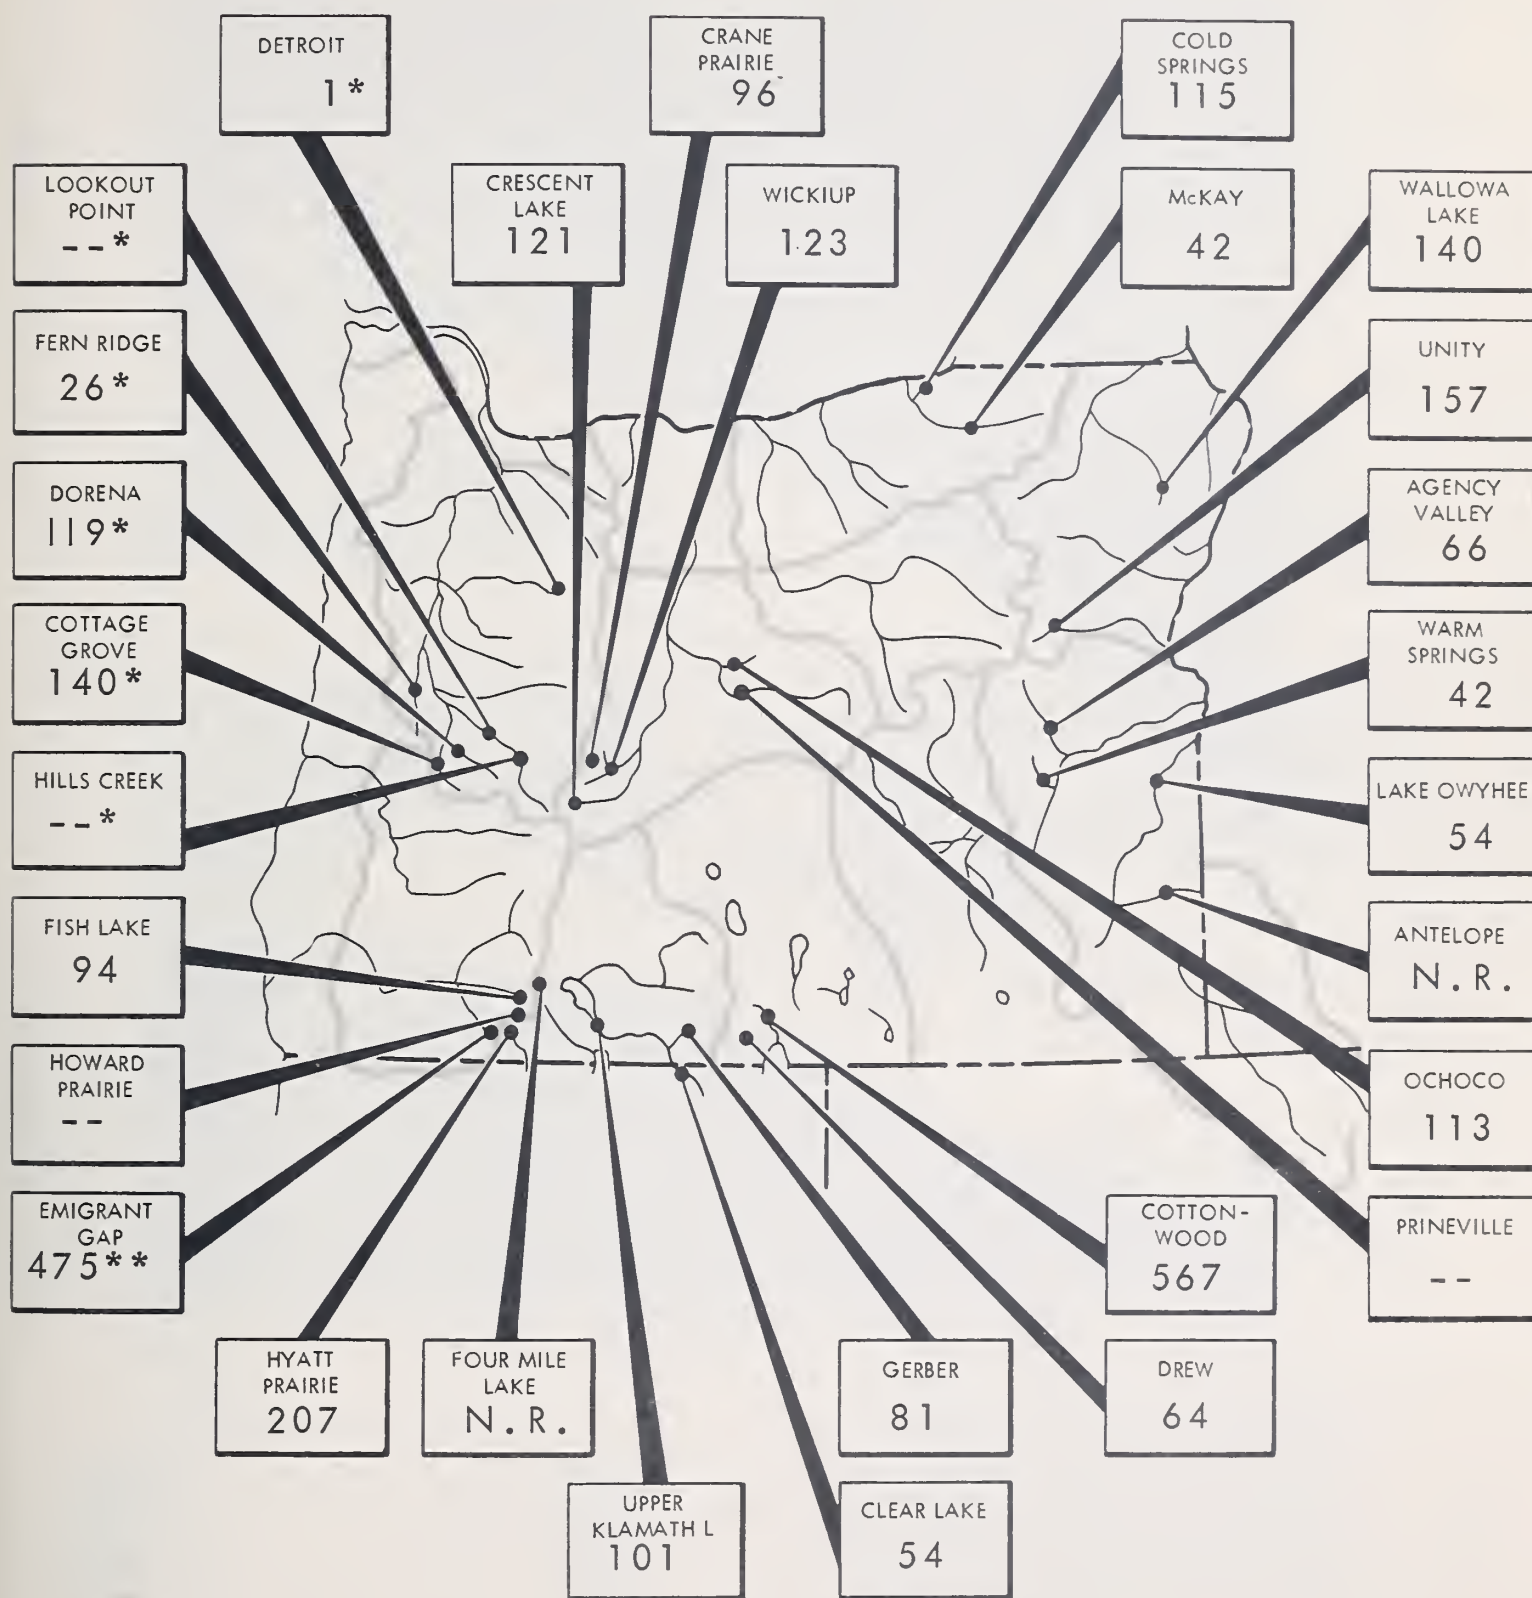 DETROIT
1*
CRANE
PRAIRIE
96
COLD
SPRINGS
115
LOOKOUT
POINT
--*
CRESCENT
LAKE
121
WICKIUP
123
McKAY
42
WALLOWA
LAKE
140
FERN RIDGE
26*
UNITY
157
DORENA
119*
AGENCY
VALLEY
66
COTTAGE
GROVE
140*
WARM
SPRINGS
42
HILLS CREEK
--*
LAKE OWYHEE
54
FISH LAKE
94
ANTELOPE
N.R.
HOWARD
PRAIRIE
--
OCHOCO
113
EMIGRANT
GAP
475**
COTTON-
WOOD
567
PRINEVILLE
--
HYATT
PRAIRIE
207
FOUR MILE
LAKE
N.R.
GERBER
81
DREW
64
UPPER
KLAMATH L
101
CLEAR LAKE
54